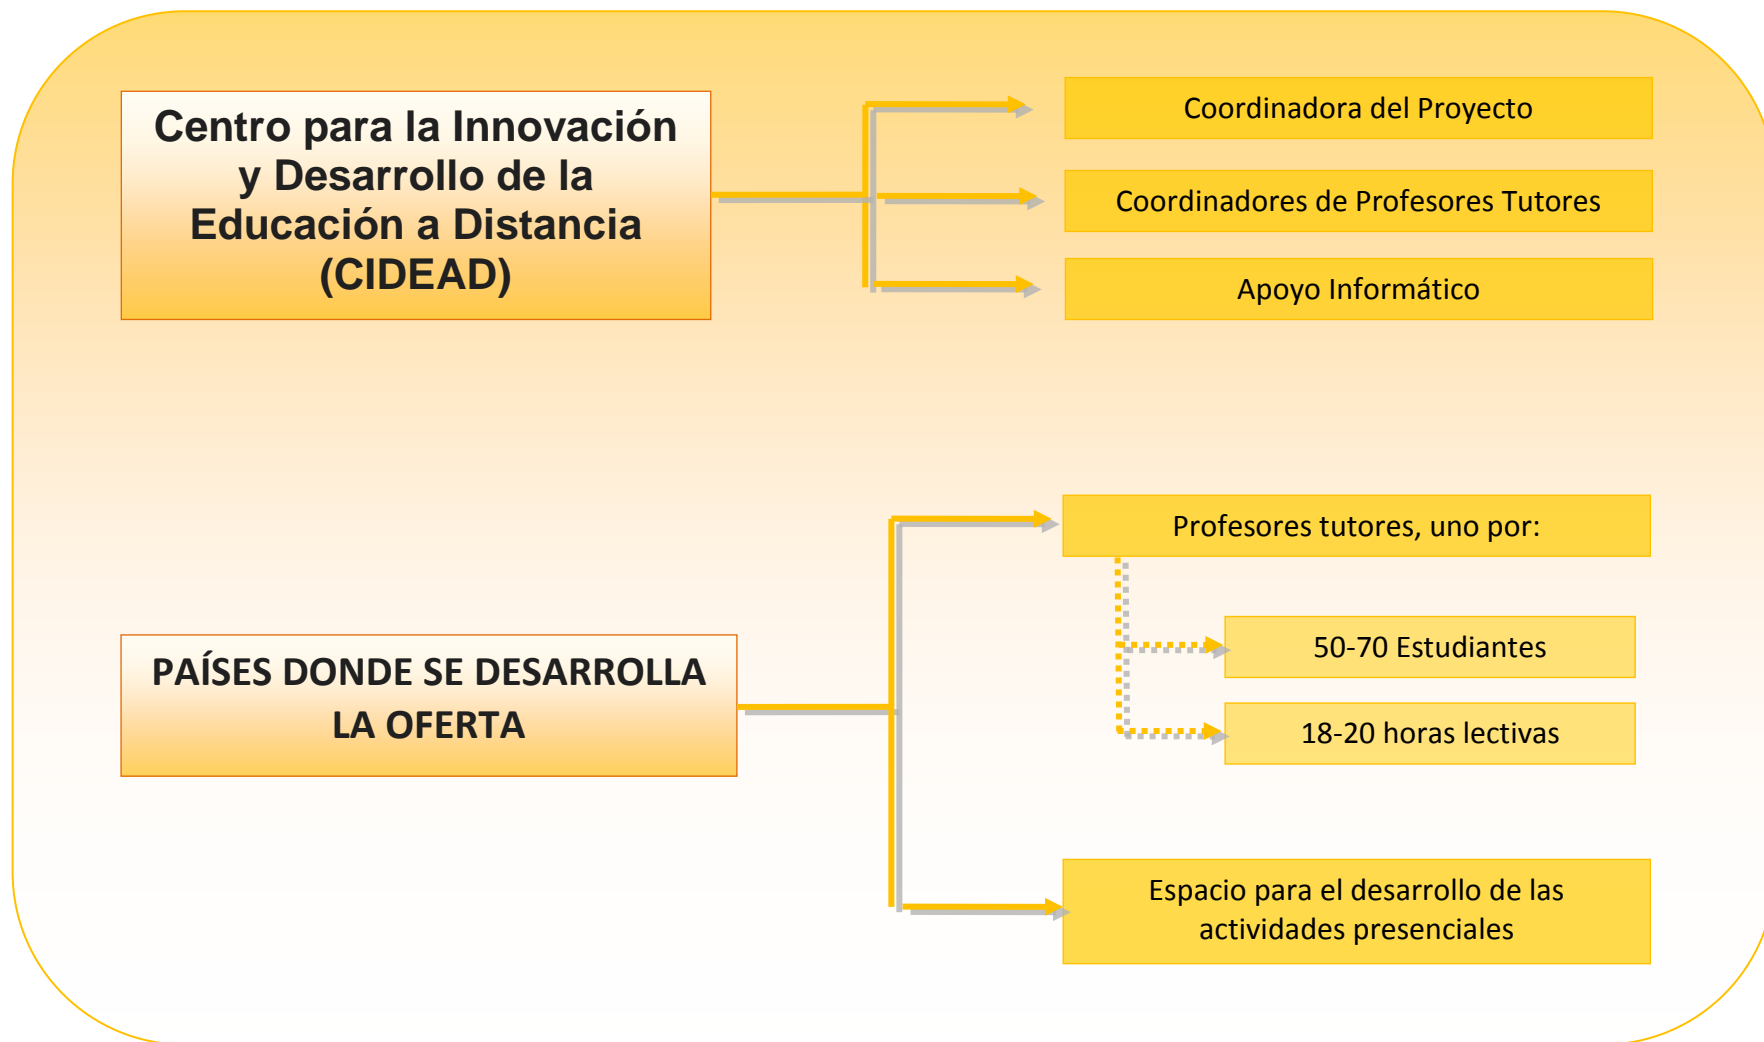 Centro para la Innovación
y Desarrollo de la
Educación a Distancia
(CIDEAD)
Coordinadora del Proyecto
Coordinadores de Profesores Tutores
Apoyo Informático
PAÍSES DONDE SE DESARROLLA
LA OFERTA
Profesores tutores, uno por:
50-70 Estudiantes
18-20 horas lectivas
Espacio para el desarrollo de las
actividades presenciales